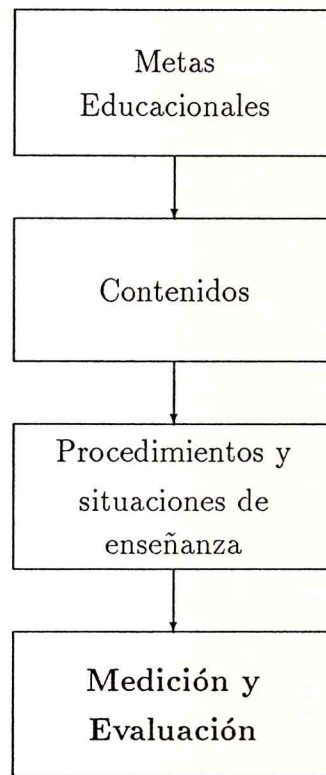 Metas
Educacionales
Contenidos
Procedimientos y
situaciones de
enseñanza
Medición y
Evaluación